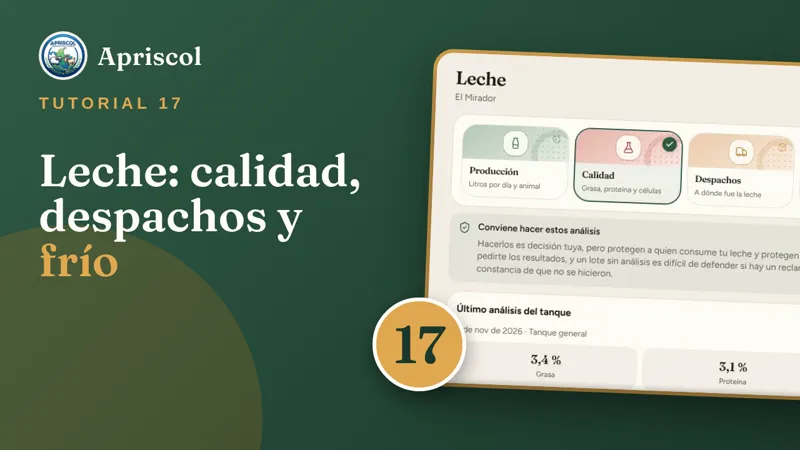 APRISCOL
Apriscol
TUTORIAL 17
Leche: calidad,
despachos y
frío
17
Leche
El Mirador
Producción
Litros por día y animal
Calidad
Grasa, proteína y células
Despachos
A dónde fue la leche
Conviene hacer estos análisis
Hacerlos es decisión tuya, pero protegen a quien consume tu leche y protegen
pedirte los resultados, y un lote sin análisis es difícil de defender si hay un
constancia de que no se hicieron.
Último análisis del tanque
de nov de 2026 · Tanque general
3,4 %
Grasa
3,1 %
Proteína